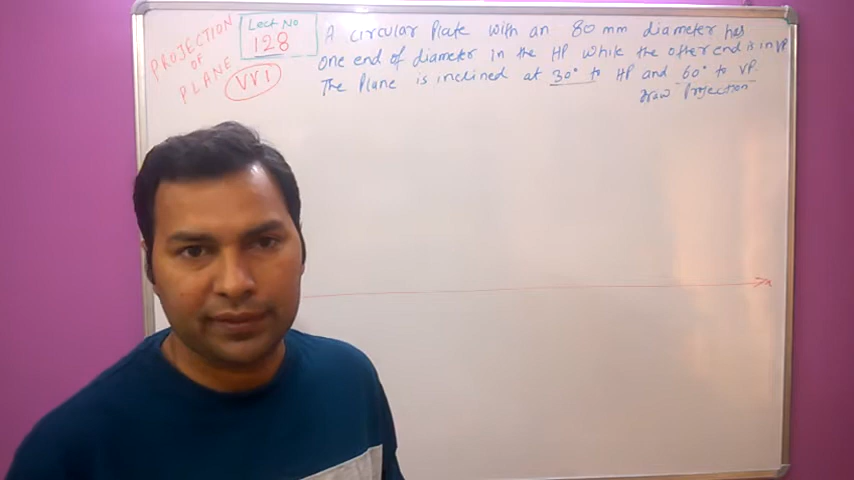 PROJECTION
OF
PLANE
VVI
Lect No
128
A circular Plate with an 80 mm diameter has
one end of diameter in the HP while the other end is in VP
The Plane is inclined at 30° to HP and 60° to VP.
Draw Projection